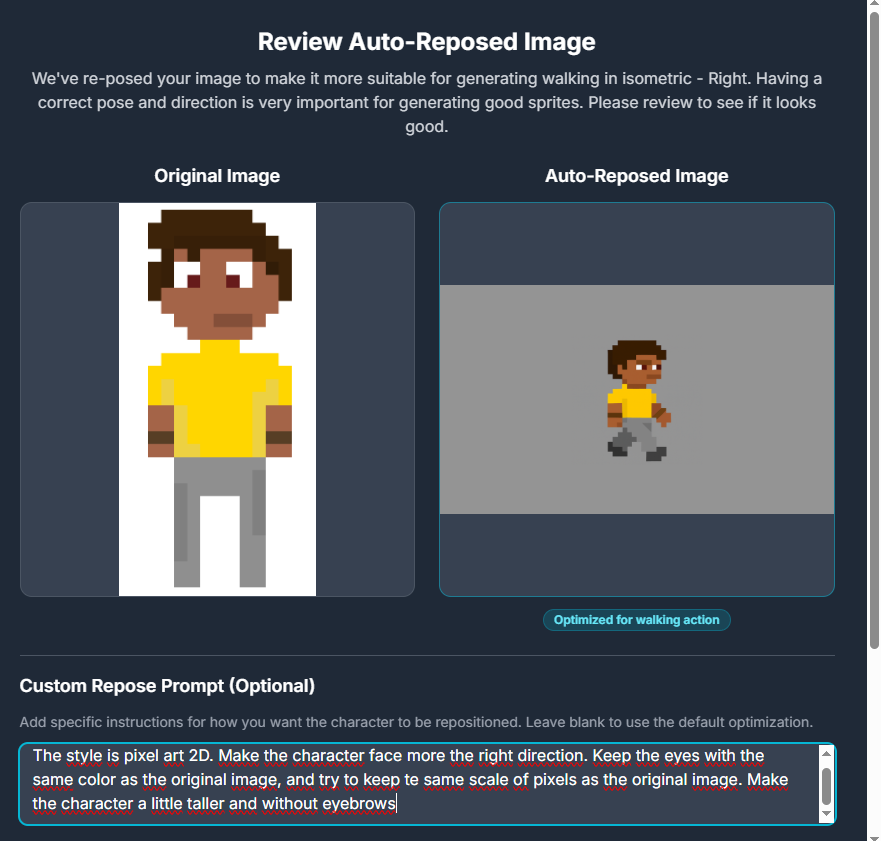 Review Auto-Reposed Image
We've re-posed your image to make it more suitable for generating walking in isometric - Right. Having a
correct pose and direction is very important for generating good sprites. Please review to see if it looks
good.
Original Image
Auto-Reposed Image
Optimized for walking action
Custom Repose Prompt (Optional)
Add specific instructions for how you want the character to be repositioned. Leave blank to use the default optimization.
The style is pixel art 2D. Make the character face more the right direction. Keep the eyes with the
same color as the original image, and try to keep te same scale of pixels as the original image. Make
the character a little taller and without eyebrows